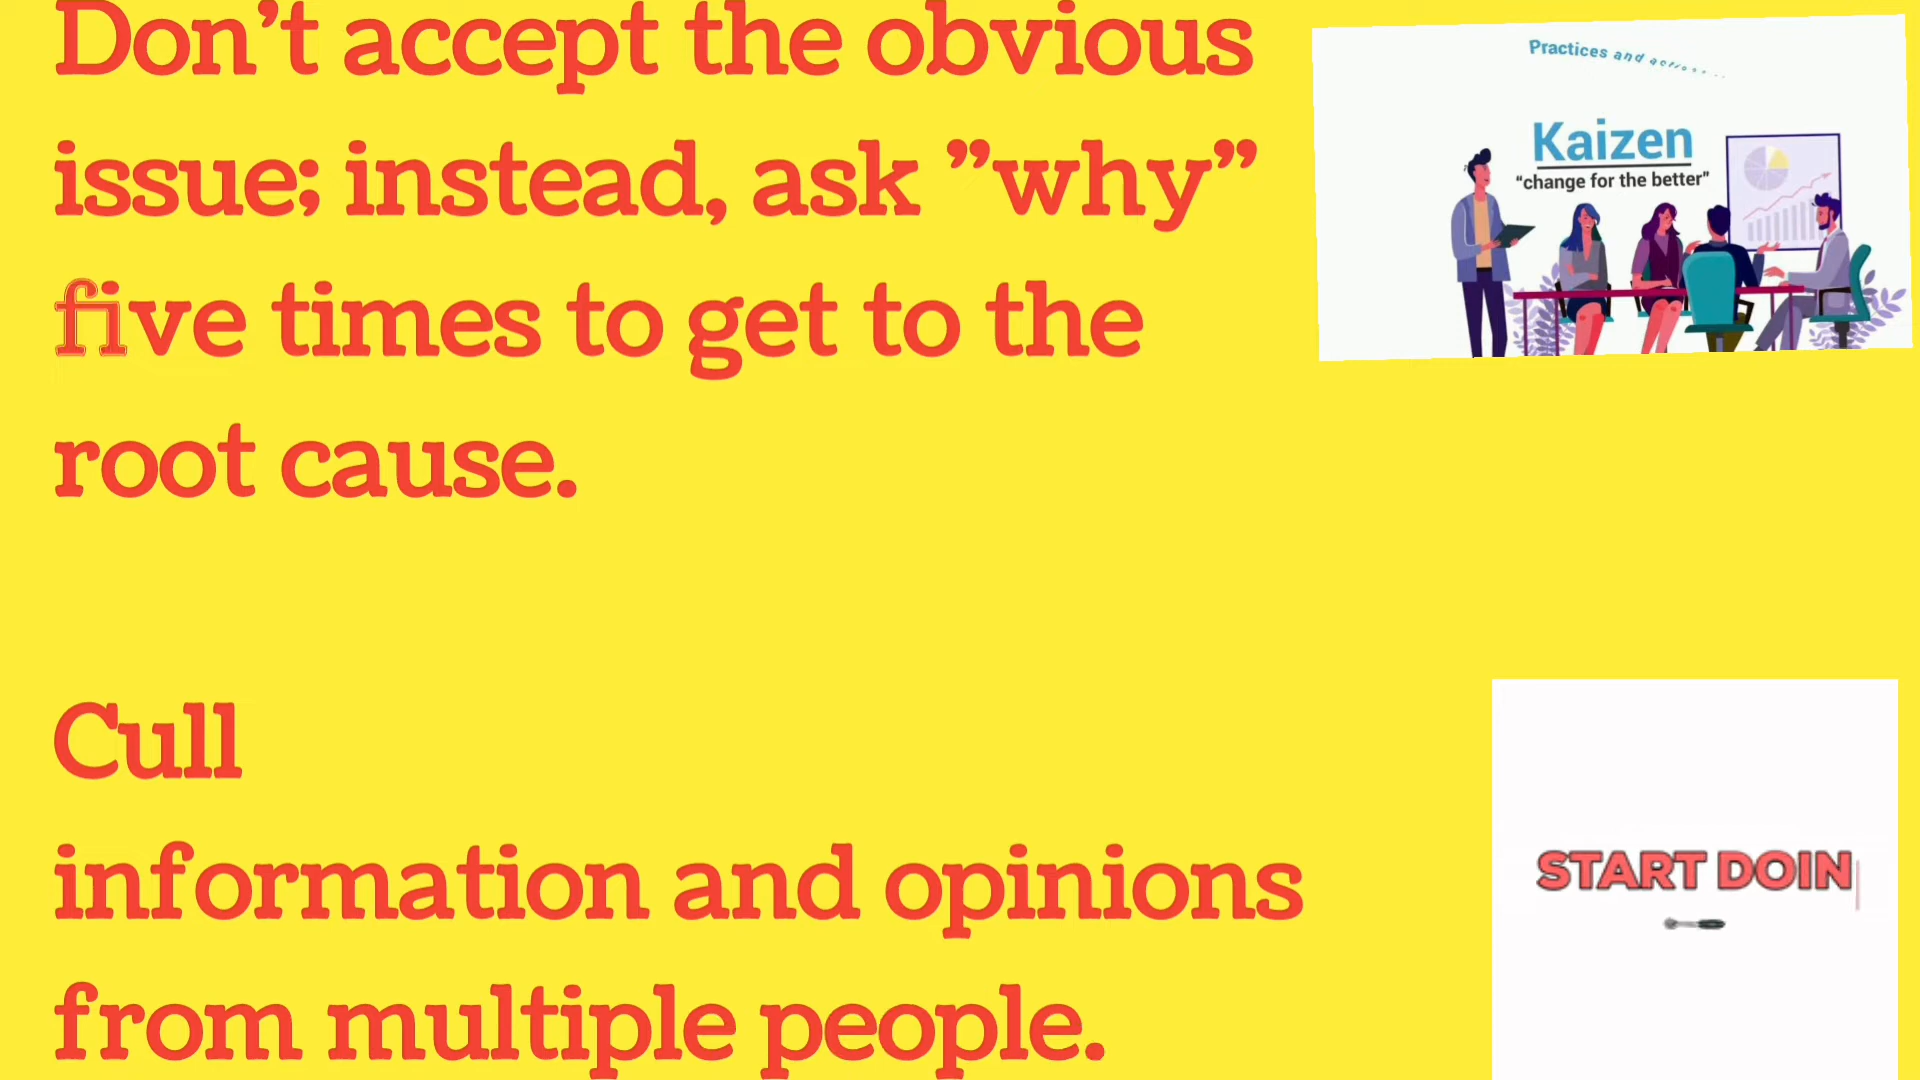 Don’t accept the obvious
issue; instead, ask ”why”
five times to get to the
root cause.
Cull
information and opinions
from multiple people.
Practices and
Kaizen
“change for the better”
START DOIN